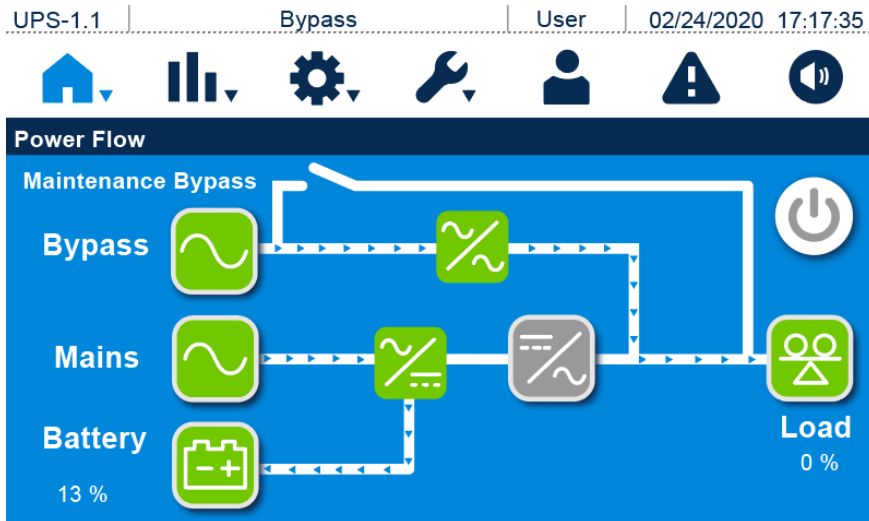 UPS-1.1 Bypass User 02/24/2020 17:17:35
Power Flow
Maintenance Bypass
Bypass
Mains
Battery
13 %
Load
0 %